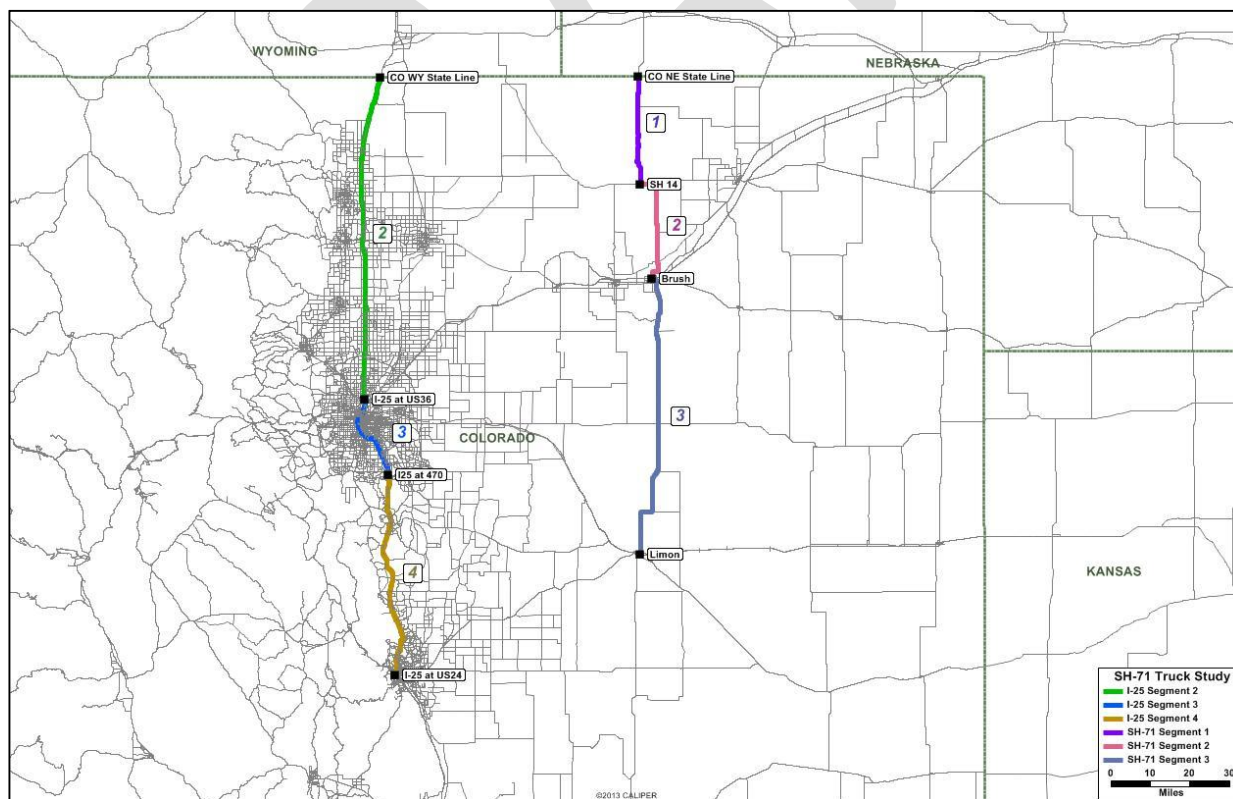 WYOMING
NEBRASKA
CO WY State Line
CO NE State Line
1
SH 14
2
2
Brush
I-25 at US36
3
COLORADO
3
I25 at 470
Limon
4
KANSAS
I-25 at US24
SH-71 Truck Study
I-25 Segment 2
I-25 Segment 3
I-25 Segment 4
SH-71 Segment 1
SH-71 Segment 2
SH-71 Segment 3
0 10 20 30
Miles
©2013 CALIPER